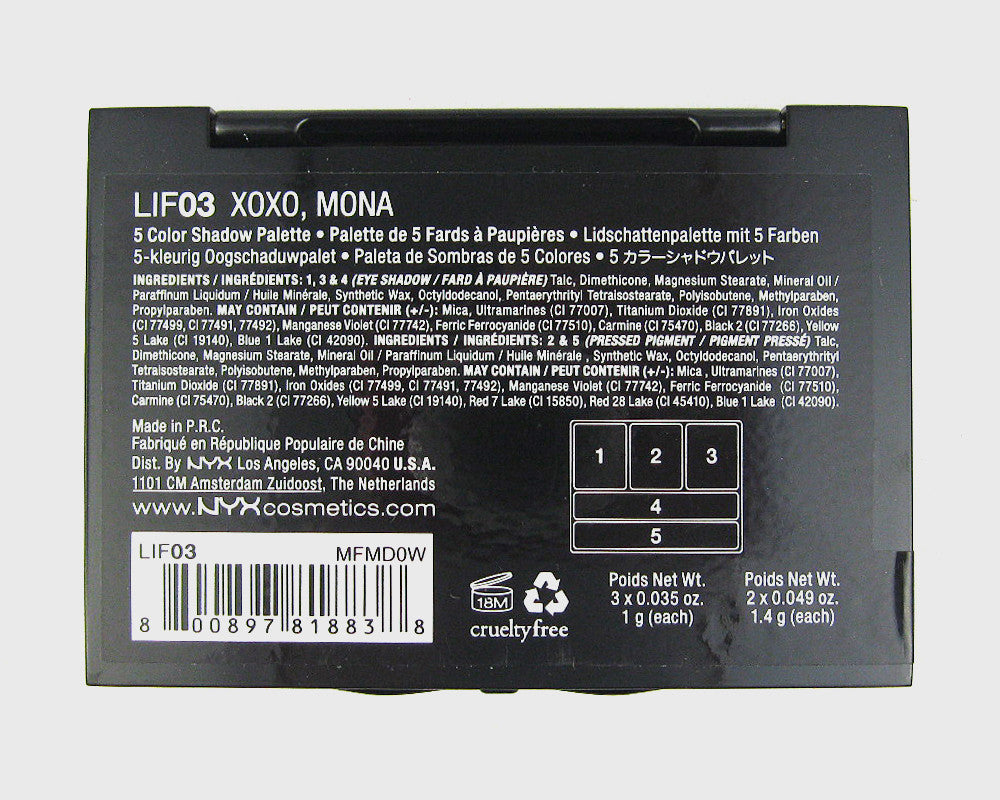 LIF03 XOXO, MONA
5 Color Shadow Palette • Palette de 5 Fards à Paupières • Lidschattenpalette mit 5 Farben
5-kleurig Oogschaduwpalet • Paleta de Sombras de 5 Colores • 5 カラーシャドウパレット
INGREDIENTS / INGRÉDIENTS: 1, 3 & 4 (EYE SHADOW / FARD À PAUPIÈRE) Talc, Dimethicone, Magnesium Stearate, Mineral Oil /
Paraffinum Liquidum / Huile Minérale, Synthetic Wax, Octyldodecanol, Pentaerythrityl Tetraisostearate, Polyisobutene, Methylparaben,
Propylparaben. MAY CONTAIN / PEUT CONTENIR (+/-): Mica, Ultramarines (CI 77007), Titanium Dioxide (CI 77891), Iron Oxides
(CI 77499, CI 77491, 77492), Manganese Violet (CI 77742), Ferric Ferrocyanide (CI 77510), Carmine (CI 75470), Black 2 (CI 77266), Yellow
5 Lake (CI 19140), Blue 1 Lake (CI 42090). INGREDIENTS / INGRÉDIENTS: 2 & 5 (PRESSED PIGMENT / PIGMENT PRESSÉ) Talc,
Dimethicone, Magnesium Stearate, Mineral Oil / Paraffinum Liquidum / Huile Minérale , Synthetic Wax, Octyldodecanol, Pentaerythrityl
Tetraisostearate, Polyisobutene, Methylparaben, Propylparaben. MAY CONTAIN / PEUT CONTENIR (+/-): Mica , Ultramarines (CI 77007),
Titanium Dioxide (CI 77891), Iron Oxides (CI 77499, CI 77491, 77492), Manganese Violet (CI 77742), Ferric Ferrocyanide (CI 77510).
Carmine (CI 75470), Black 2 (CI 77266), Yellow 5 Lake (CI 19140), Red 7 Lake (CI 15850), Red 28 Lake (CI 45410), Blue 1 Lake (CI 42090).
Made in P.R.C.
Fabriqué en République Populaire de Chine
Dist. By NYX Los Angeles, CA 90040 U.S.A.
1101 CM Amsterdam Zuidoost, The Netherlands
www.NYXcosmetics.com
1 2 3
4
5
LIF03 MFMD0W
8 00897 81883 8
18M
cruelty free
Poids Net Wt.
3 x 0.035 oz.
1 g (each)
Poids Net Wt.
2 x 0.049 oz.
1.4 g (each)